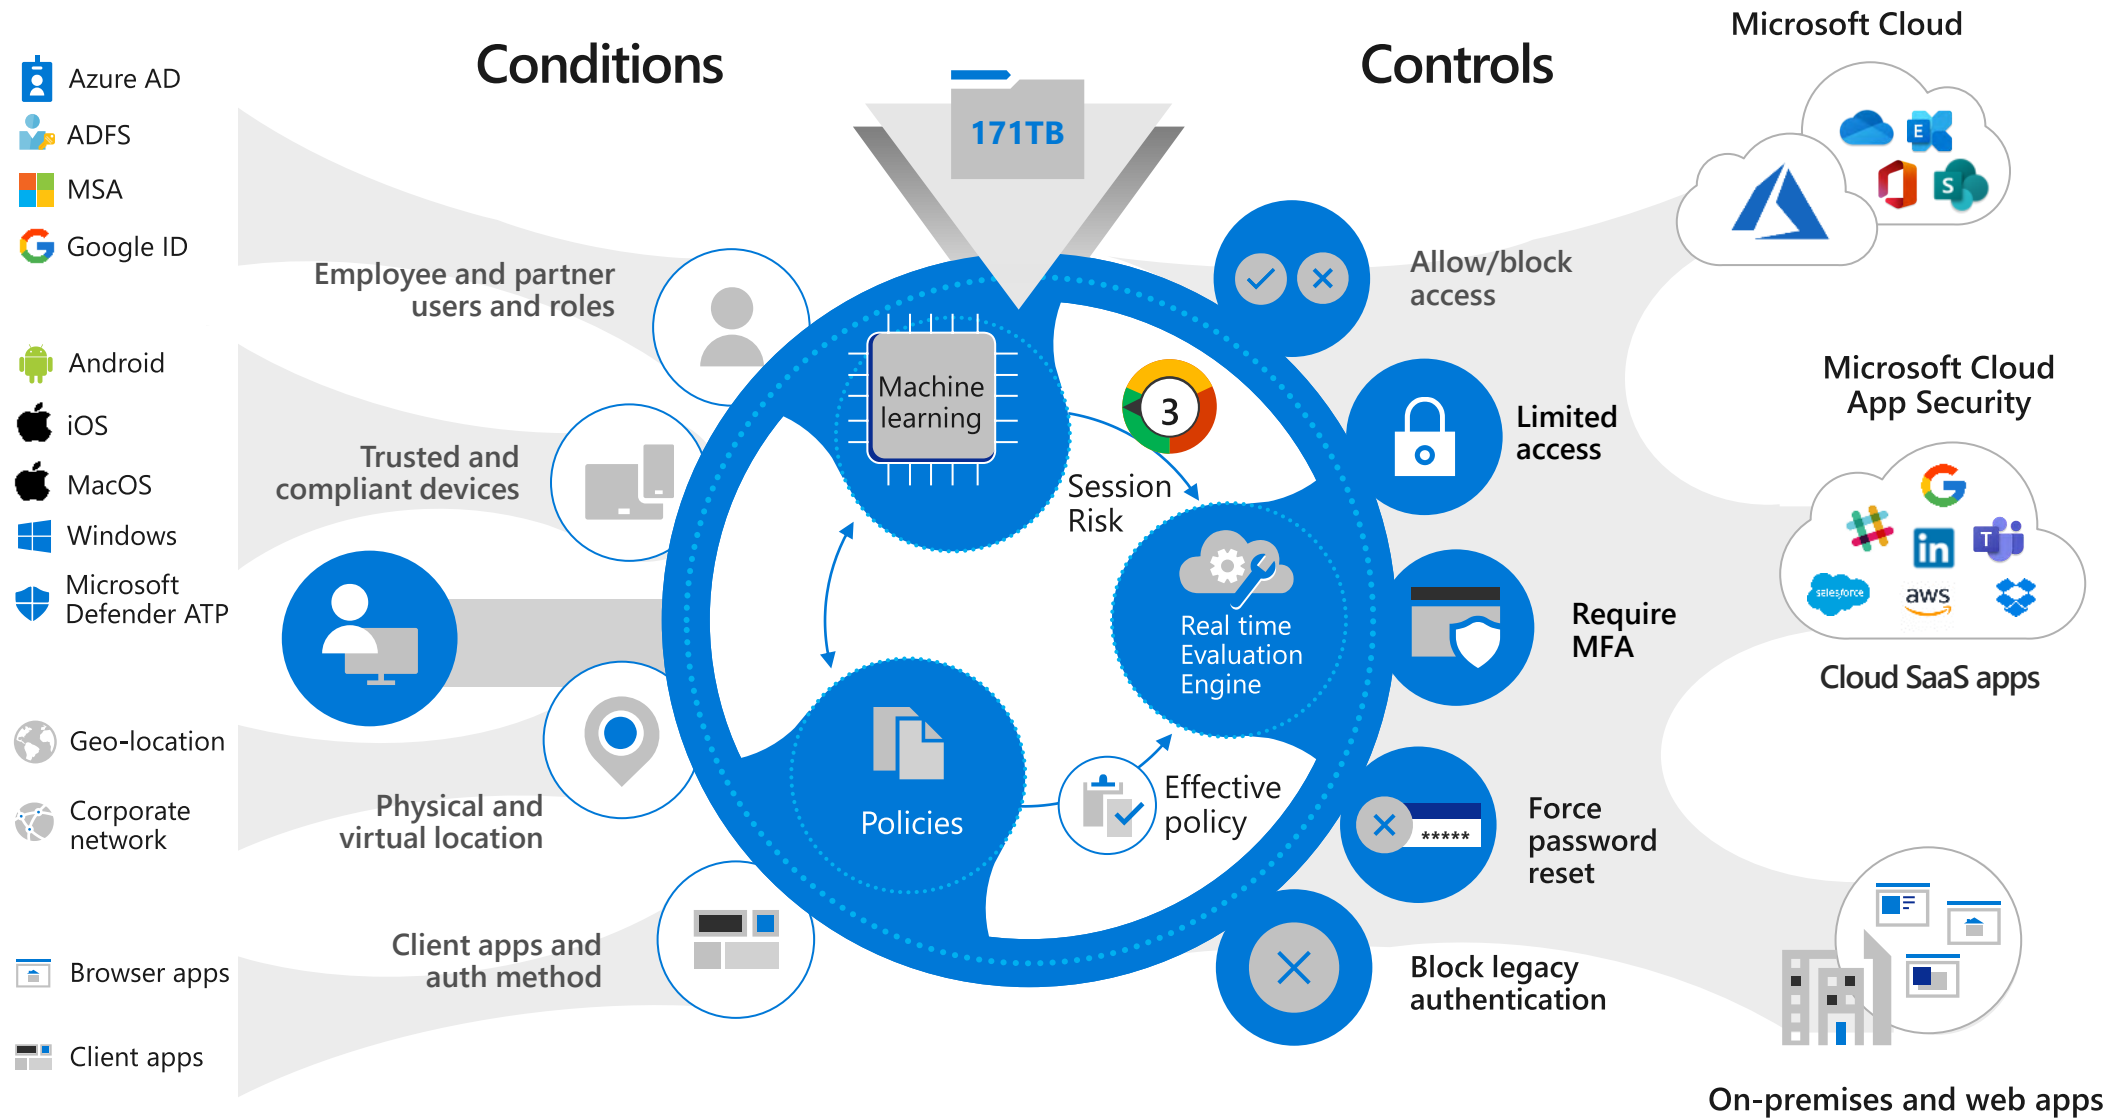 Conditions
Controls
Microsoft Cloud
Azure AD
ADFS
MSA
Google ID
171TB
Employee and partner
users and roles
Allow/block
access
E
S
Android
iOS
MacOS
Windows
Microsoft
Defender ATP
Trusted and
compliant devices
Machine
learning
3
Session
Risk
Limited
access
Microsoft Cloud
App Security
in
T
salesforce
aws
Cloud SaaS apps
Real time
Evaluation
Engine
Require
MFA
Geo-location
Corporate
network
Physical and
virtual location
Policies
Effective
policy
*****
Force
password
reset
Browser apps
Client apps
Client apps and
auth method
Block legacy
authentication
On-premises and web apps